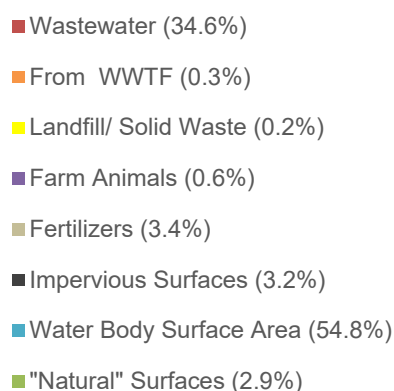 Wastewater (34.6%)
From  WWTF (0.3%)
Landfill/ Solid Waste (0.2%)
Farm Animals (0.6%)
Fertilizers (3.4%)
Impervious Surfaces (3.2%)
Water Body Surface Area (54.8%)
"Natural" Surfaces (2.9%)